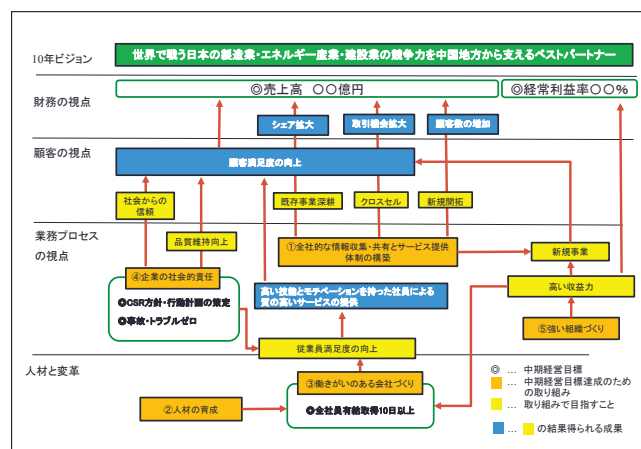 10年ビジョン
世界で戦う日本の製造業・エネルギー産業・建設業の競争力を中国地方から支えるベストパートナー
財務の視点
◎売上高 〇〇億円
◎経常利益率〇〇%
シェア拡大
取引機会拡大
顧客数の増加
顧客の視点
顧客満足度の向上
社会からの
信頼
既存事業深耕
クロスセル
新規開拓
業務プロセス
の視点
品質維持向上
①全社的な情報収集・共有とサービス提供
体制の構築
新規事業
④企業の社会的責任
◎CSR方針・行動計画の策定
◎事故・トラブルゼロ
高い技能とモチベーションを持った社員による
質の高いサービスの提供
高い収益力
⑤強い組織づくり
従業員満足度の向上
人材と変革
③働きがいのある会社づくり
②人材の育成
◎全社員有給取得10日以上
◎ … 中期経営目標
… 中期経営目標達成のため
の取り組み
… 取り組みで目指すこと
… の結果得られる成果